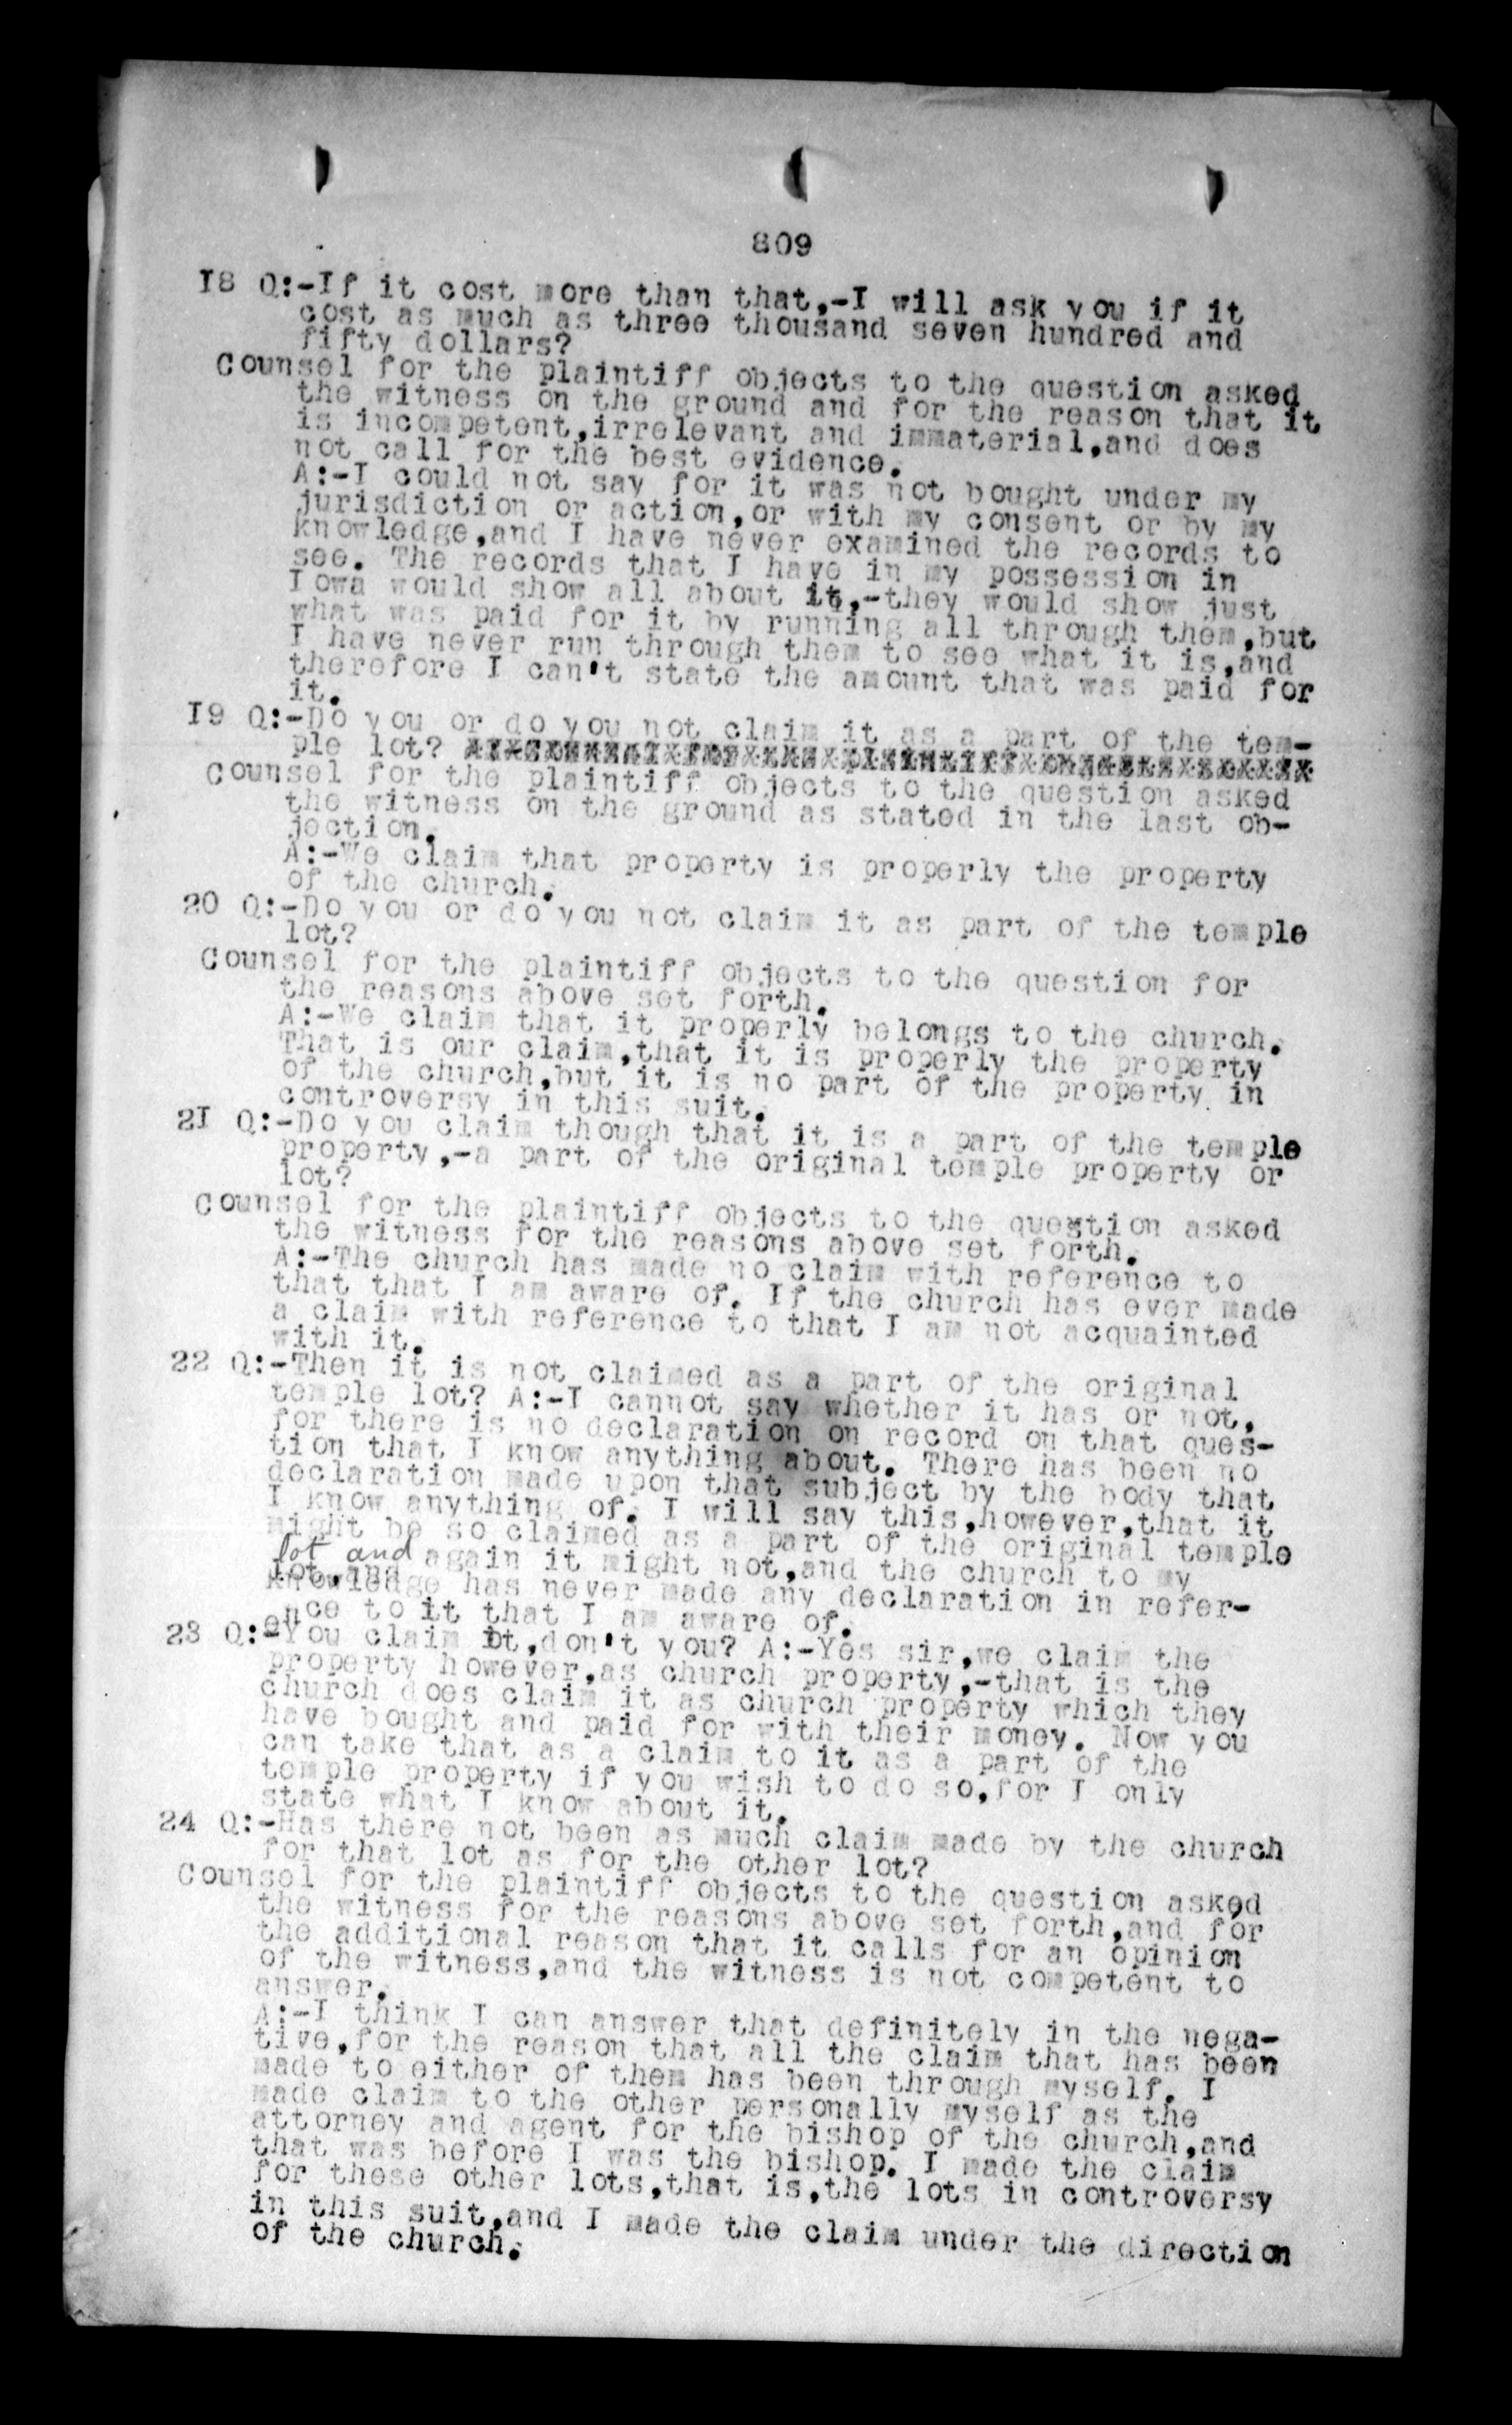 809
18 Q:-If it cost more than that,-I will ask you if it
cost as much as three thousand seven hundred and
fifty dollars?
Counsel for the plaintiff objects to the question asked
the witness on the ground and for the reason that it
is incompetent,irrelevant and immaterial,and does
not call for the best evidence.
A:-I could not say for it was not bought under my
jurisdiction or action,or with my consent or by my
knowledge,and I have never examined the records to
see. The records that I have in my possession in
Iowa would show all about it,-they would show just
what was paid for it by running all through them,but
I have never run through them to see what it is,and
therefore I can't state the amount that was paid for
it.
19 Q:-Do you or do you not claim it as a part of the tem-
ple lot?
Counsel for the plaintiff objects to the question asked
the witness on the ground as stated in the last ob-
jection.
A:-We claim that property is properly the property
of the church.
20 Q:-Do you or do you not claim it as part of the temple
lot?
Counsel for the plaintiff objects to the question for
the reasons above set forth.
A:-We claim that it properly belongs to the church.
That is our claim,that it is properly the property
of the church,but it is no part of the property in
controversy in this suit.
21 Q:-Do you claim though that it is a part of the temple
property,-a part of the original temple property or
lot?
Counsel for the plaintiff objects to the question asked
the witness for the reasons above set forth.
A:-The church has made no claim with reference to
that that I am aware of. If the church has ever made
a claim with reference to that I am not acquainted
with it.
22 Q:-Then it is not claimed as a part of the original
temple lot? A:-I cannot say whether it has or not,
for there is no declaration on record on that ques-
tion that I know anything about. There has been no
declaration made upon that subject by the body that
I know anything of. I will say this,however,that it
might be so claimed as a part of the original temple
lot and again it might not,and the church to my
knowledge has never made any declaration in refer-
ence to it that I am aware of.
23 Q:-You claim it,don't you? A:-Yes sir,we claim the
property however,as church property,-that is the
church does claim it as church property which they
have bought and paid for with their money. Now you
can take that as a claim to it as a part of the
temple property if you wish to do so,for I only
state what I know about it.
24 Q:-Has there not been as much claim made by the church
for that lot as for the other lot?
Counsel for the plaintiff objects to the question asked
the witness for the reasons above set forth,and for
the additional reason that it calls for an opinion
of the witness,and the witness is not competent to
answer.
A:-I think I can answer that definitely in the nega-
tive,for the reason that all the claim that has been
made to either of them has been through myself. I
made claim to the other personally myself as the
attorney and agent for the bishop of the church,and
that was before I was the bishop. I made the claim
for these other lots,that is,the lots in controversy
in this suit,and I made the claim under the direction
of the church.